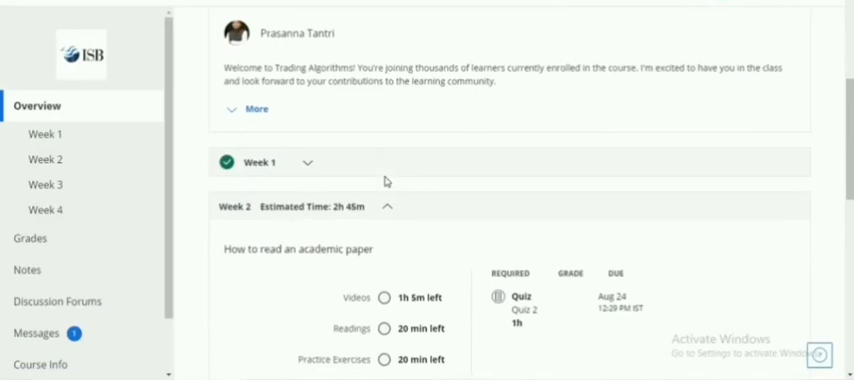 ISB
Overview
Week 1
Week 2
Week 3
Week 4
Grades
Notes
Discussion Forums
Messages 1
Course Info
Prasanna Tantri
Welcome to Trading Algorithms! You're joining thousands of learners currently enrolled in the course. I'm excited to have you in the class
and look forward to your contributions to the learning community.
More
Week 1
Week 2 Estimated Time: 2h 45m
How to read an academic paper
Videos 1h 5m left
Readings 20 min left
Practice Exercises 20 min left
REQUIRED GRADE DUE
Quiz Aug 24
Quiz 2 12:29 PM IST
1h
Activate Windows
Go to Settings to activate Windows